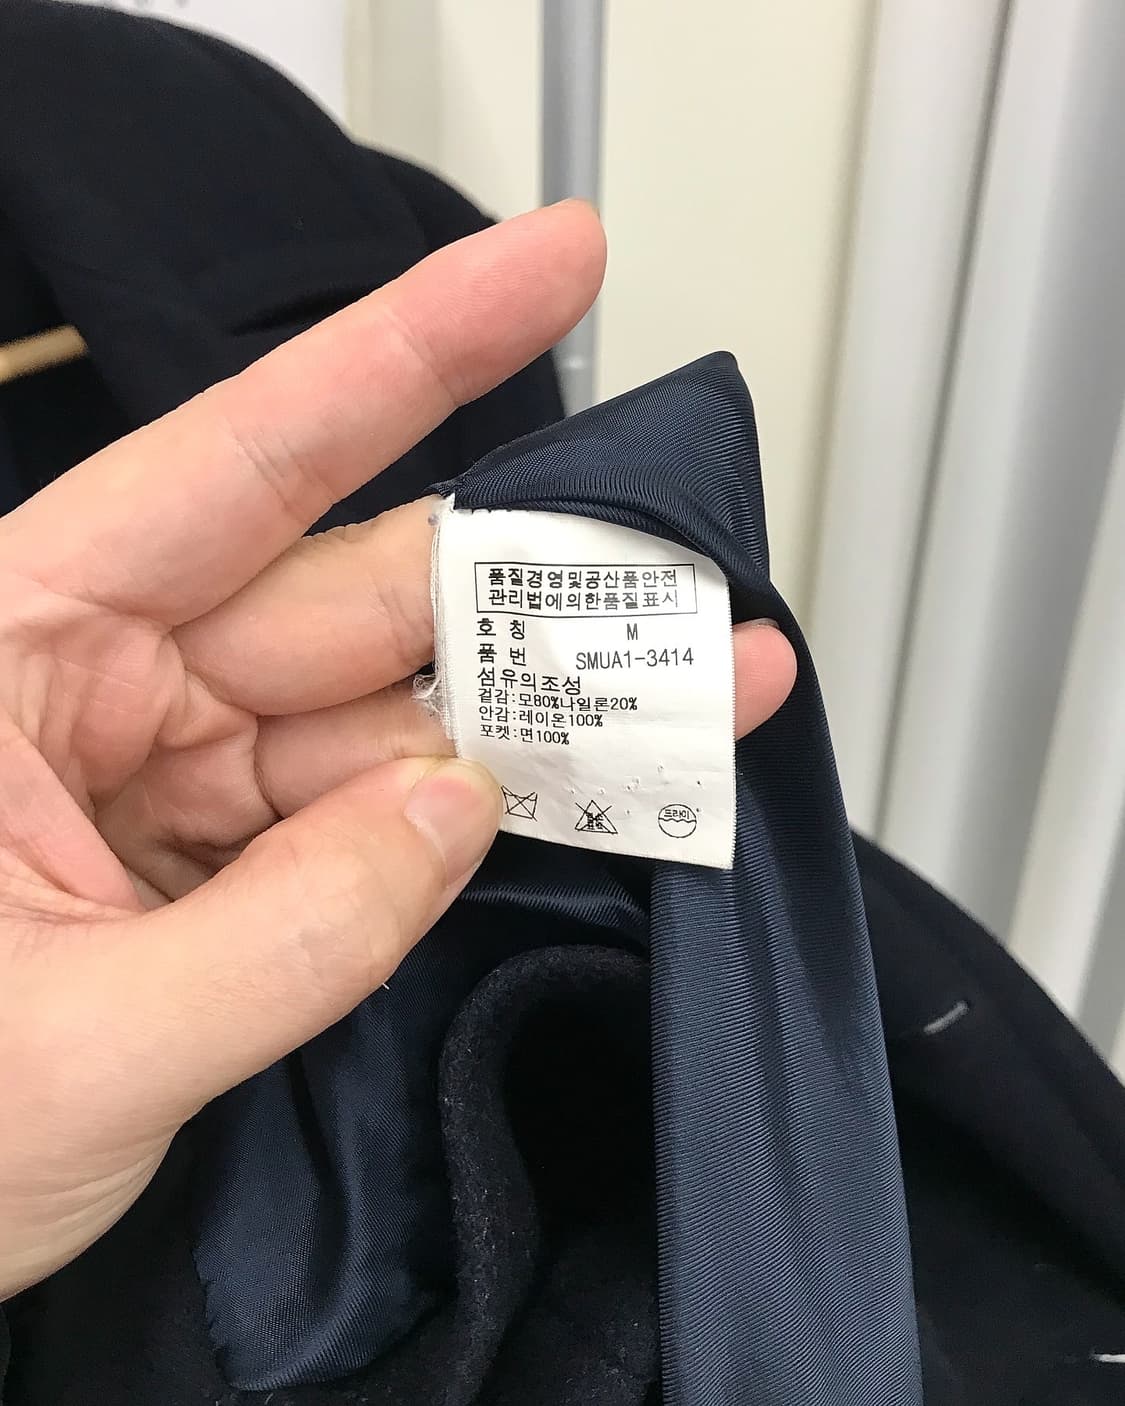 품질경영및공산품안전
관리법에의한품질표시
호 칭 M
품 번 SMUA1-3414
섬유의조성
겉감:모80%나일론20%
안감:레이온100%
포켓:면100%
드라이